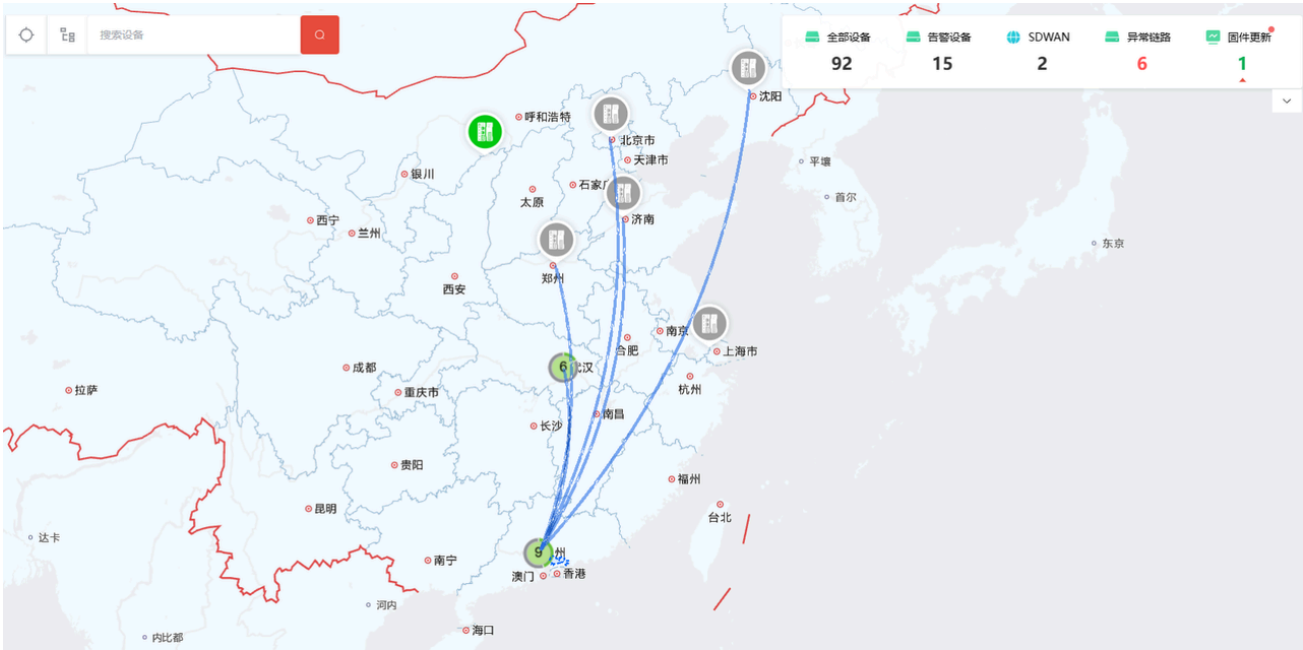 搜索设备
全部设备 告警设备 SDWAN 异常链路 固件更新
92 15 2 6 1
沈阳
呼和浩特
北京市
天津市
平壤
银川
石家
首尔
太原
西宁
济南
兰州
东京
郑州
西安
南京
合肥
上海市
6
汉
成都
杭州
拉萨
重庆市
南昌
长沙
贵阳
福州
昆明
台北
达卡
9
州
南宁
澳门
香港
河内
海口
内比都